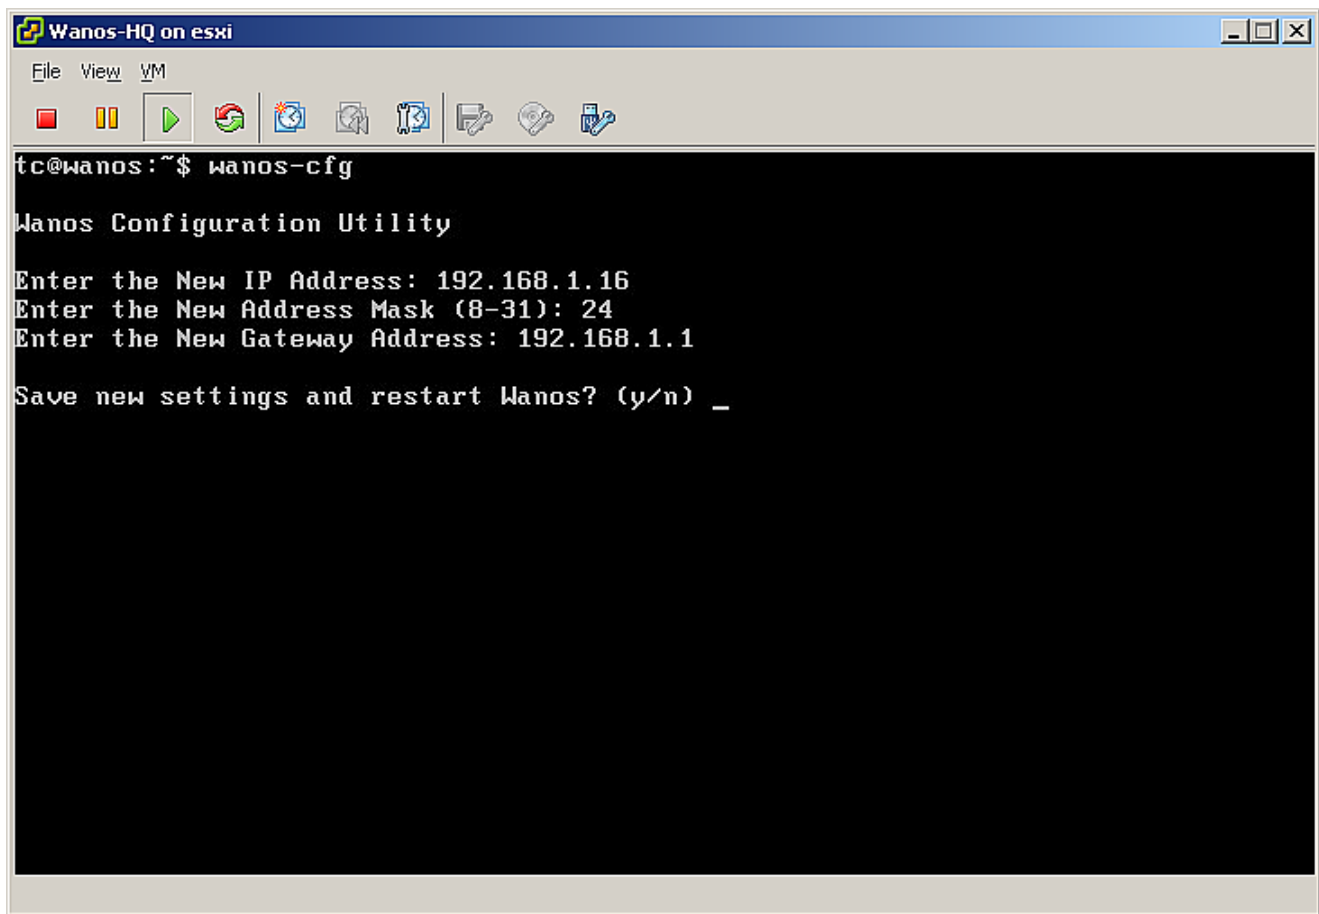 Wanos-HQ on esxi
File View VM
tc@wanos:~$ wanos-cfg
Wanos Configuration Utility
Enter the New IP Address: 192.168.1.16
Enter the New Address Mask (8-31): 24
Enter the New Gateway Address: 192.168.1.1
Save new settings and restart Wanos? (y/n) _